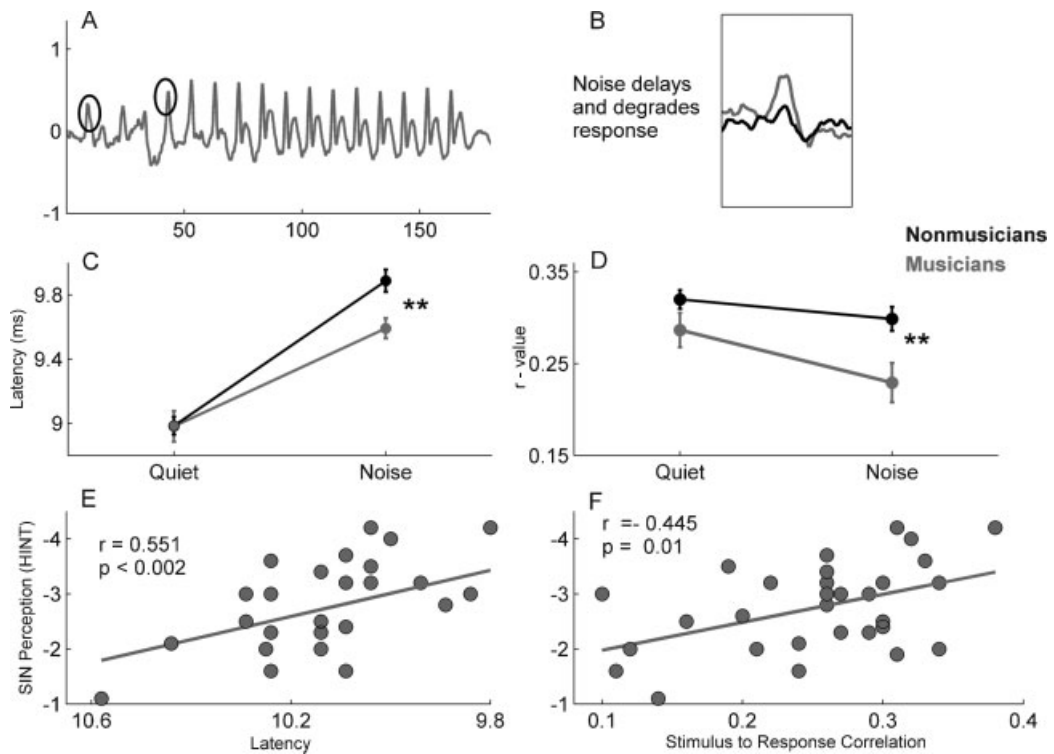 A
1
0
-1
50
100
150
B
Noise delays
and degrades
response
Nonmusicians
Musicians
C
9.8
9.4
9
Latency (ms)
**
Quiet
Noise
D
0.35
0.25
0.15
r - value
**
Quiet
Noise
E
r = 0.551
p < 0.002
-4
-3
-2
-1
SIN Perception (HINT)
10.6
10.2
9.8
Latency
F
r =- 0.445
p = 0.01
-4
-3
-2
-1
0.1
0.2
0.3
0.4
Stimulus to Response Correlation